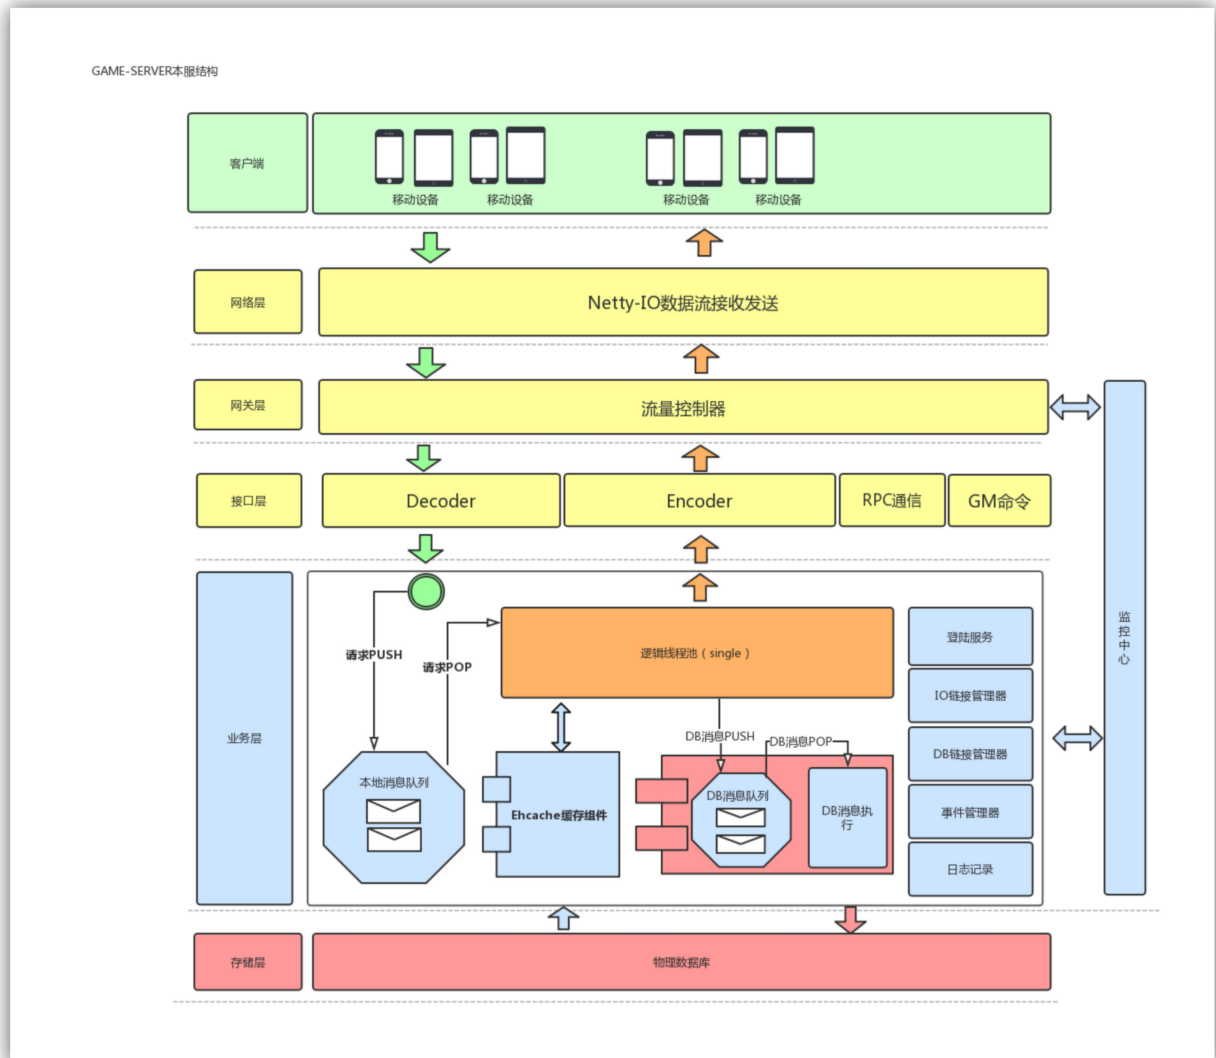 GAME-SERVER本服结构
客户端
移动设备
移动设备
移动设备
移动设备
网络层
Netty-IO数据流接收发送
网关层
流量控制器
接口层
Decoder
Encoder
RPC通信
GM命令
业务层
请求PUSH
请求POP
逻辑线程池（single）
登陆服务
IO链接管理器
DB链接管理器
事件管理器
日志记录
监
控
中
心
本地消息队列
Ehcache缓存组件
DB消息PUSH
DB消息POP
DB消息队列
DB消息执
行
存储层
物理数据库